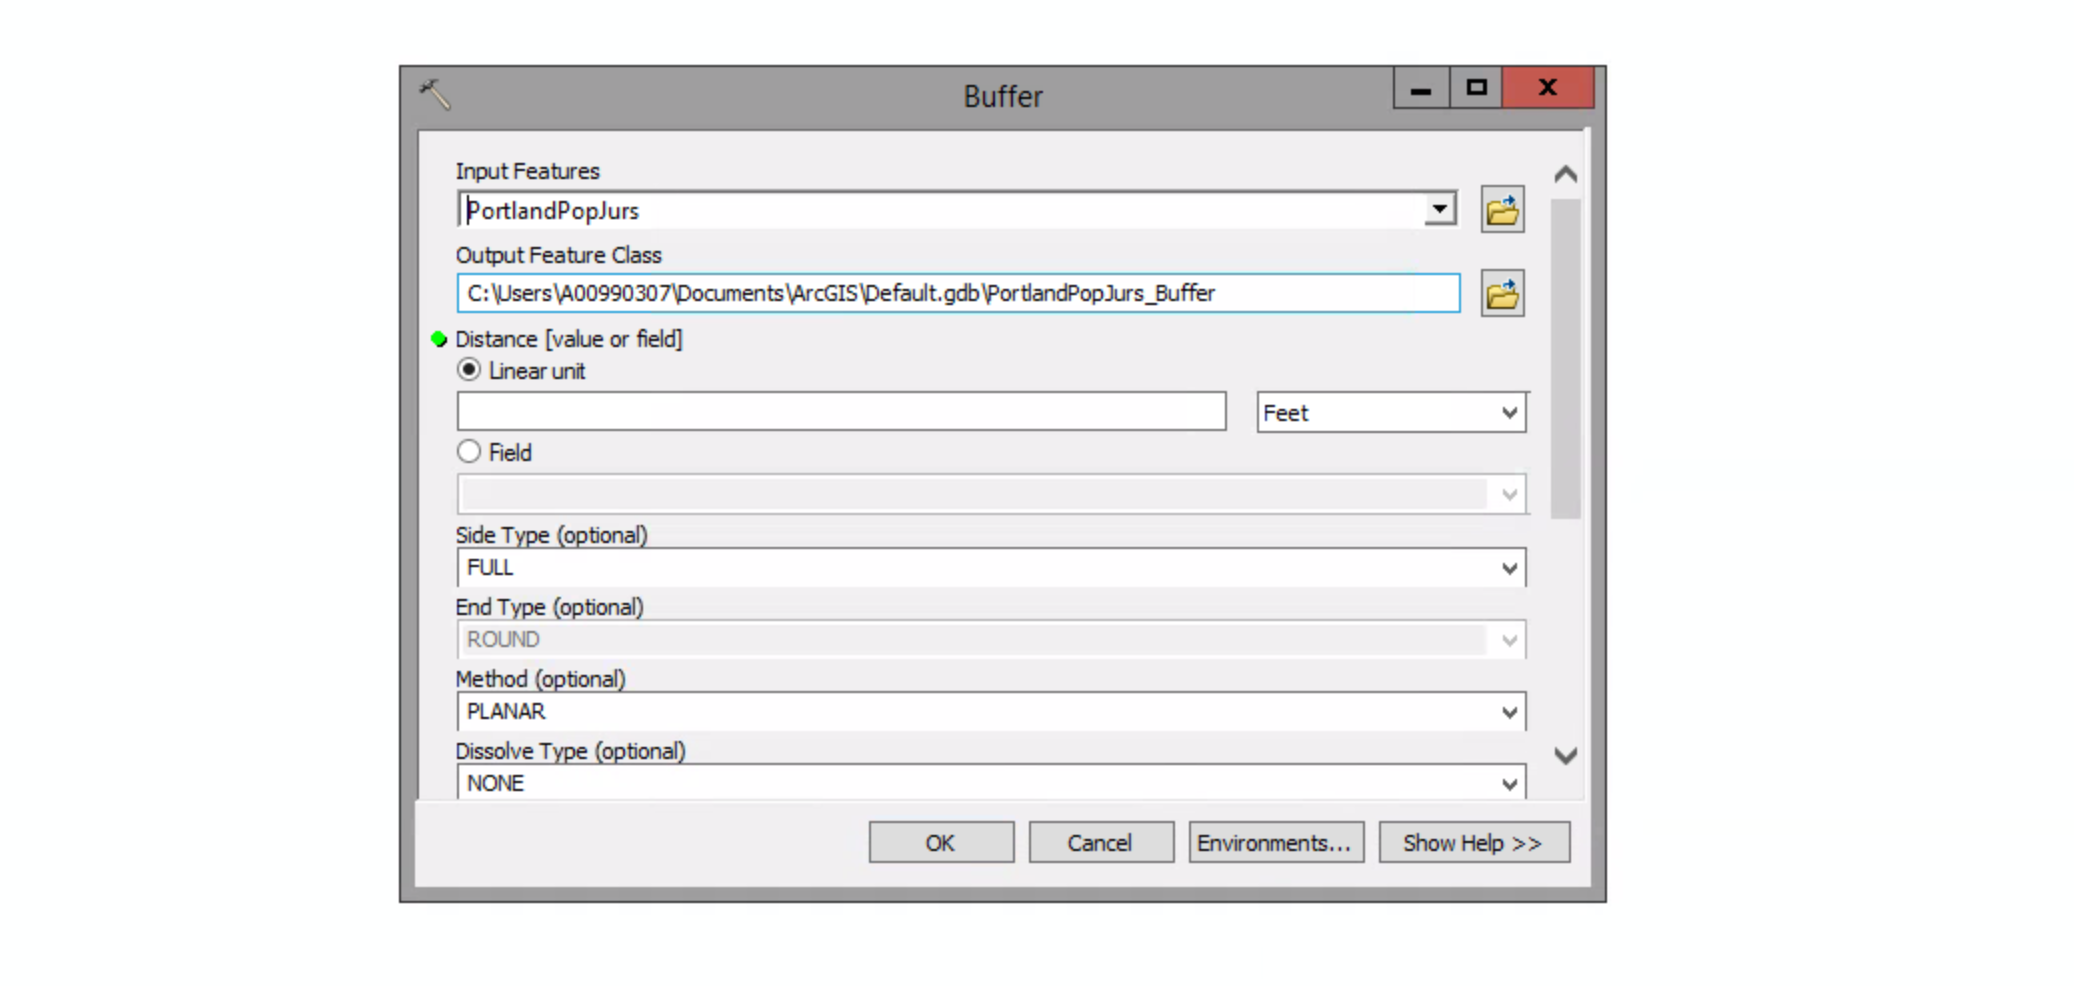 Buffer
Input Features
PortlandPopJurs
Output Feature Class
C:\Users\A00990307\Documents\ArcGIS\Default.gdb\PortlandPopJurs_Buffer
Distance [value or field]
Linear unit
Feet
Field
Side Type (optional)
FULL
End Type (optional)
ROUND
Method (optional)
PLANAR
Dissolve Type (optional)
NONE
OK Cancel Environments... Show Help >>